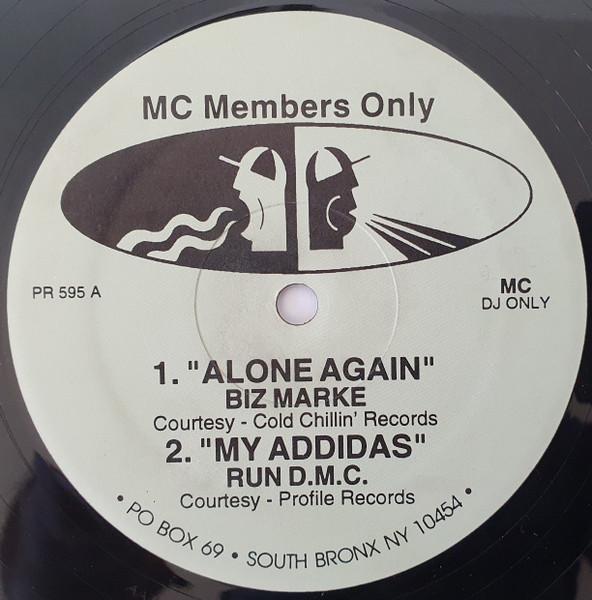 MC Members Only
PR 595 A
MC
DJ ONLY
1. "ALONE AGAIN"
BIZ MARKE
Courtesy - Cold Chillin' Records
2. "MY ADDIDAS"
RUN D.M.C.
Courtesy - Profile Records
• PO BOX 69 • SOUTH BRONX NY 10454 •